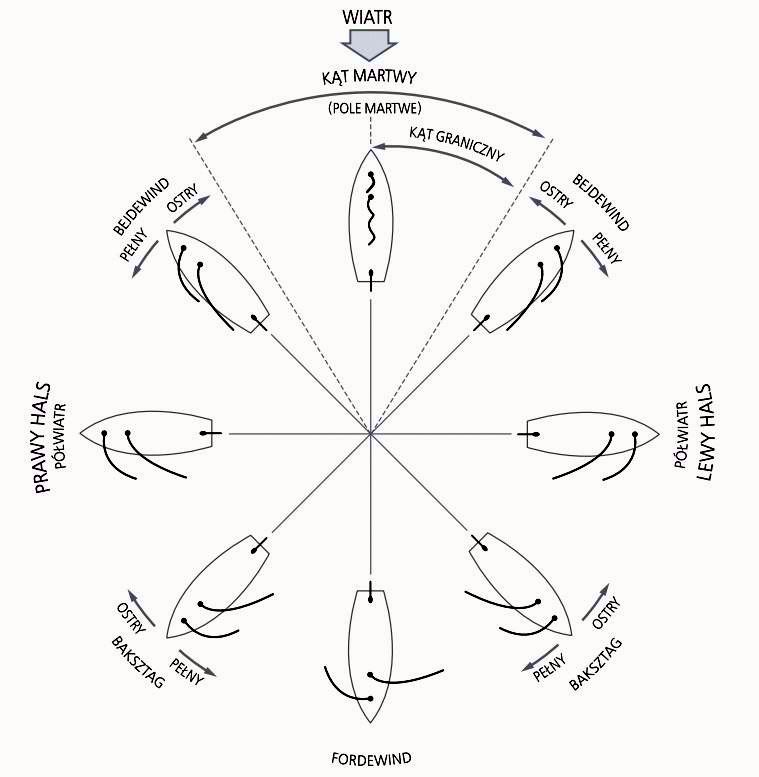 WIATR
KĄT MARTWY
(POLE MARTWE)
KĄT GRANICZNY
BEJDEWIND
OSTRY
PEŁNY
OSTRY
BEJDEWIND
PEŁNY
PRAWY HALS
PÓŁWIATR
PÓŁWIATR
LEWY HALS
OSTRY
BAKSZTAG
PEŁNY
OSTRY
PEŁNY
BAKSZTAG
FORDEWIND